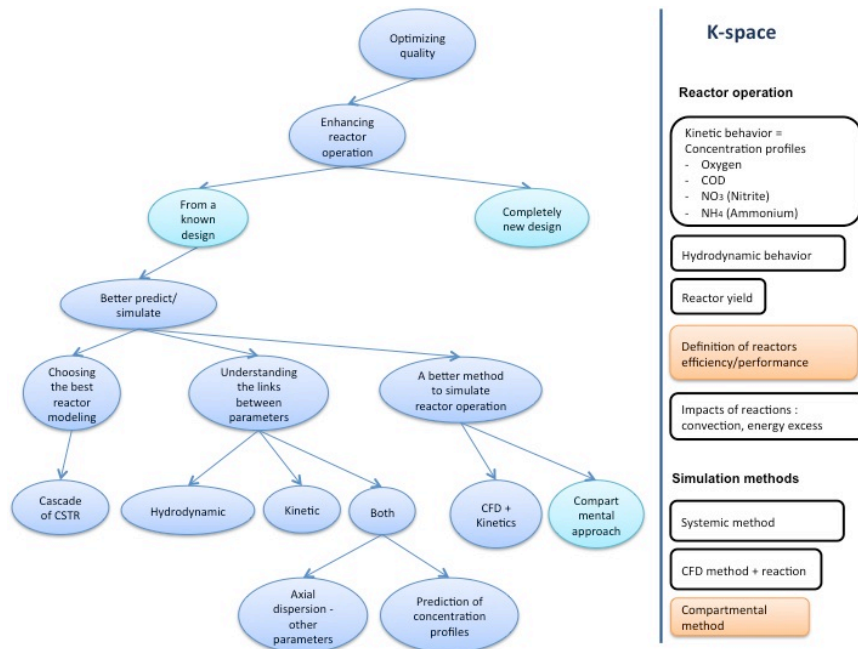 Optimizing
quality
Enhancing
reactor
operation
From a
known
design
Completely
new design
Better predict/
simulate
Choosing
the best
reactor
modeling
Understanding
the links
between
parameters
A better method
to simulate
reactor operation
Cascade
of CSTR
Hydrodynamic
Kinetic
Both
CFD +
Kinetics
Compart
mental
approach
Axial
dispersion -
other
parameters
Prediction of
concentration
profiles
K-space
Reactor operation
Kinetic behavior =
Concentration profiles
- Oxygen
- COD
- NO3 (Nitrite)
- NH4 (Ammonium)
Hydrodynamic behavior
Reactor yield
Definition of reactors
efficiency/performance
Impacts of reactions :
convection, energy excess
Simulation methods
Systemic method
CFD method + reaction
Compartmental
method